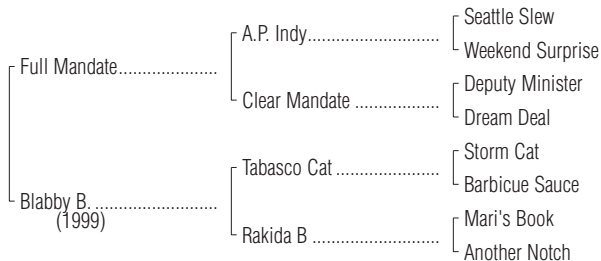 Seattle Slew
A.P. Indy
Weekend Surprise
Full Mandate
Deputy Minister
Clear Mandate
Dream Deal
Storm Cat
Tabasco Cat
Barbicue Sauce
Blabby B.
(1999)
Mari's Book
Rakida B
Another Notch